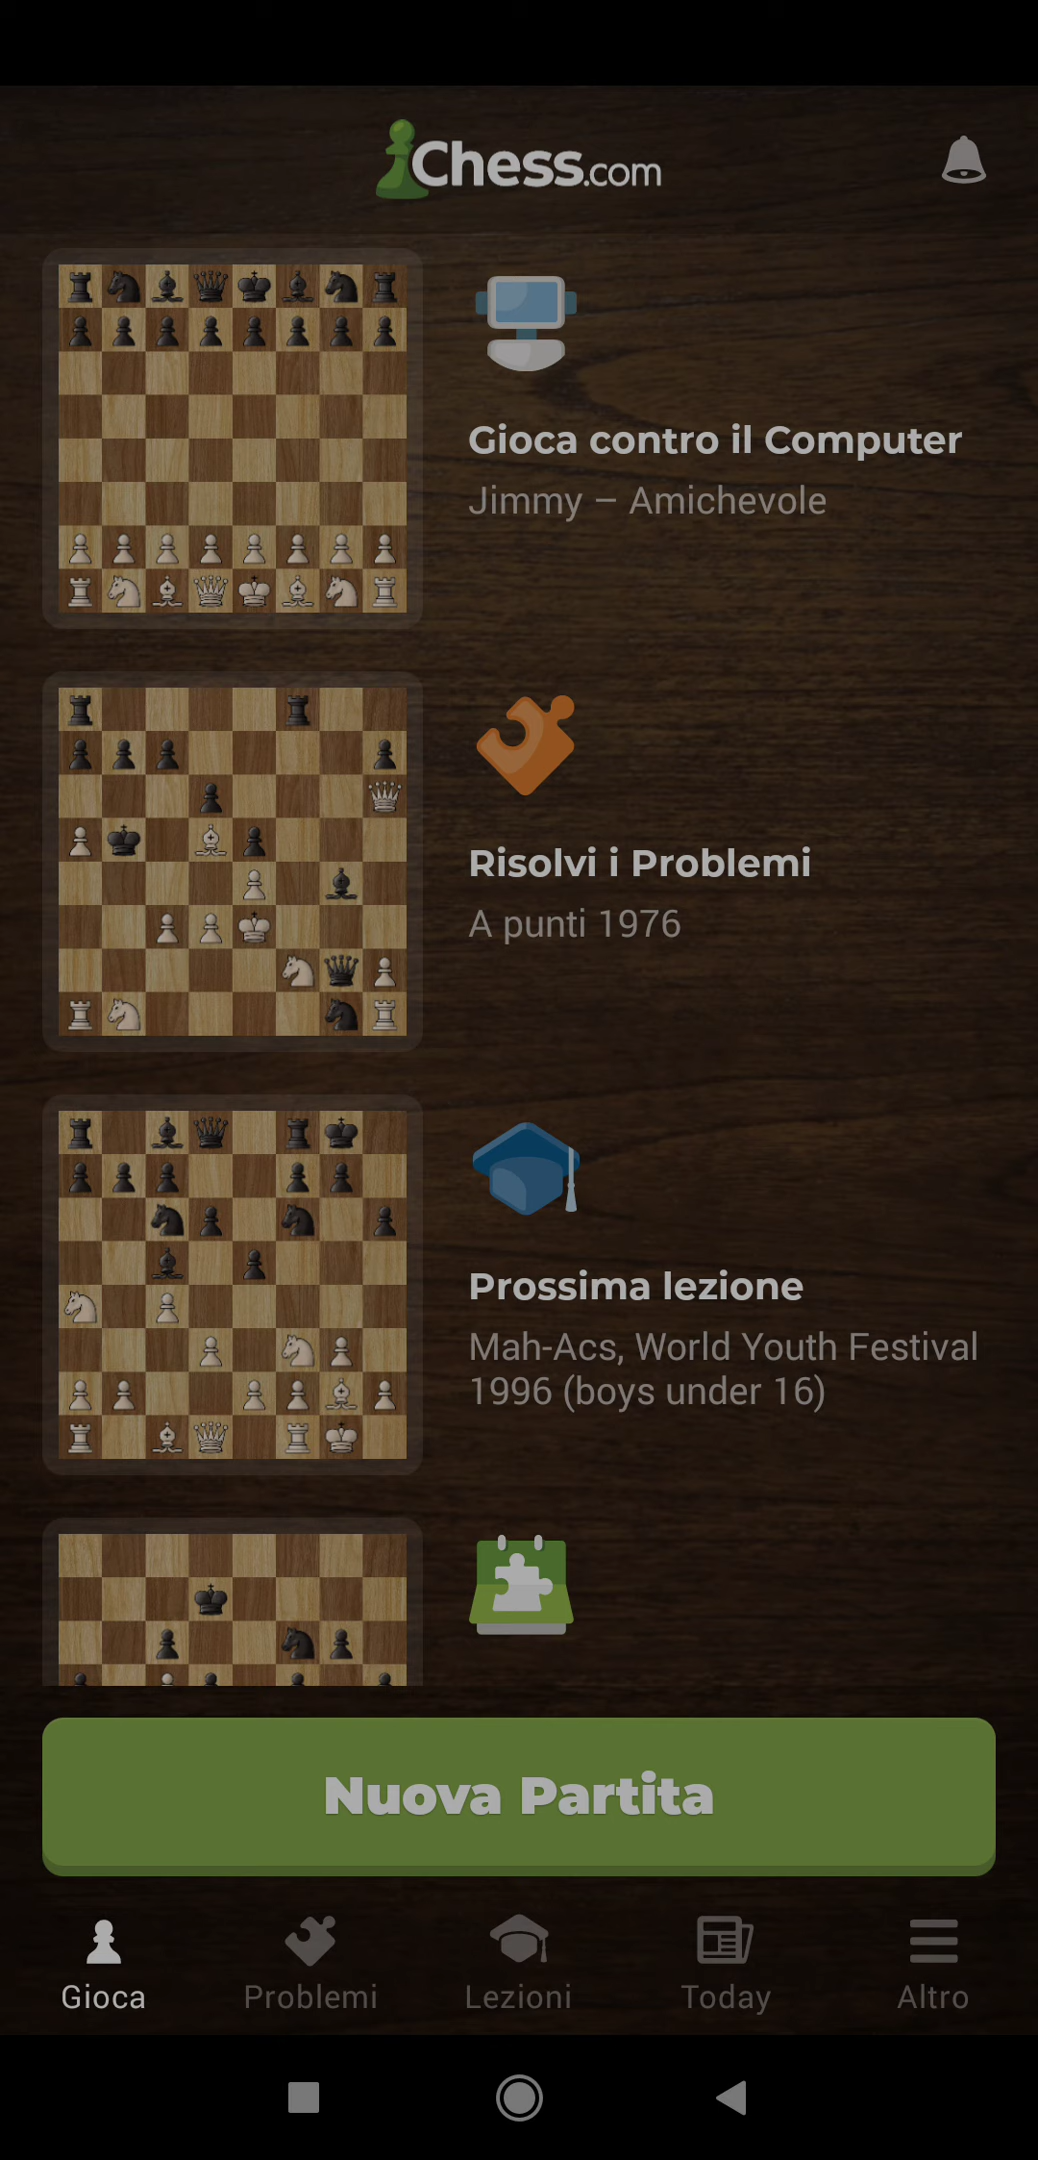 Chess.com
Gioca contro il Computer
Jimmy – Amichevole
Risolvi i Problemi
A punti 1976
Prossima lezione
Mah-Acs, World Youth Festival
1996 (boys under 16)
Nuova Partita
Gioca
Problemi
Lezioni
Today
Altro